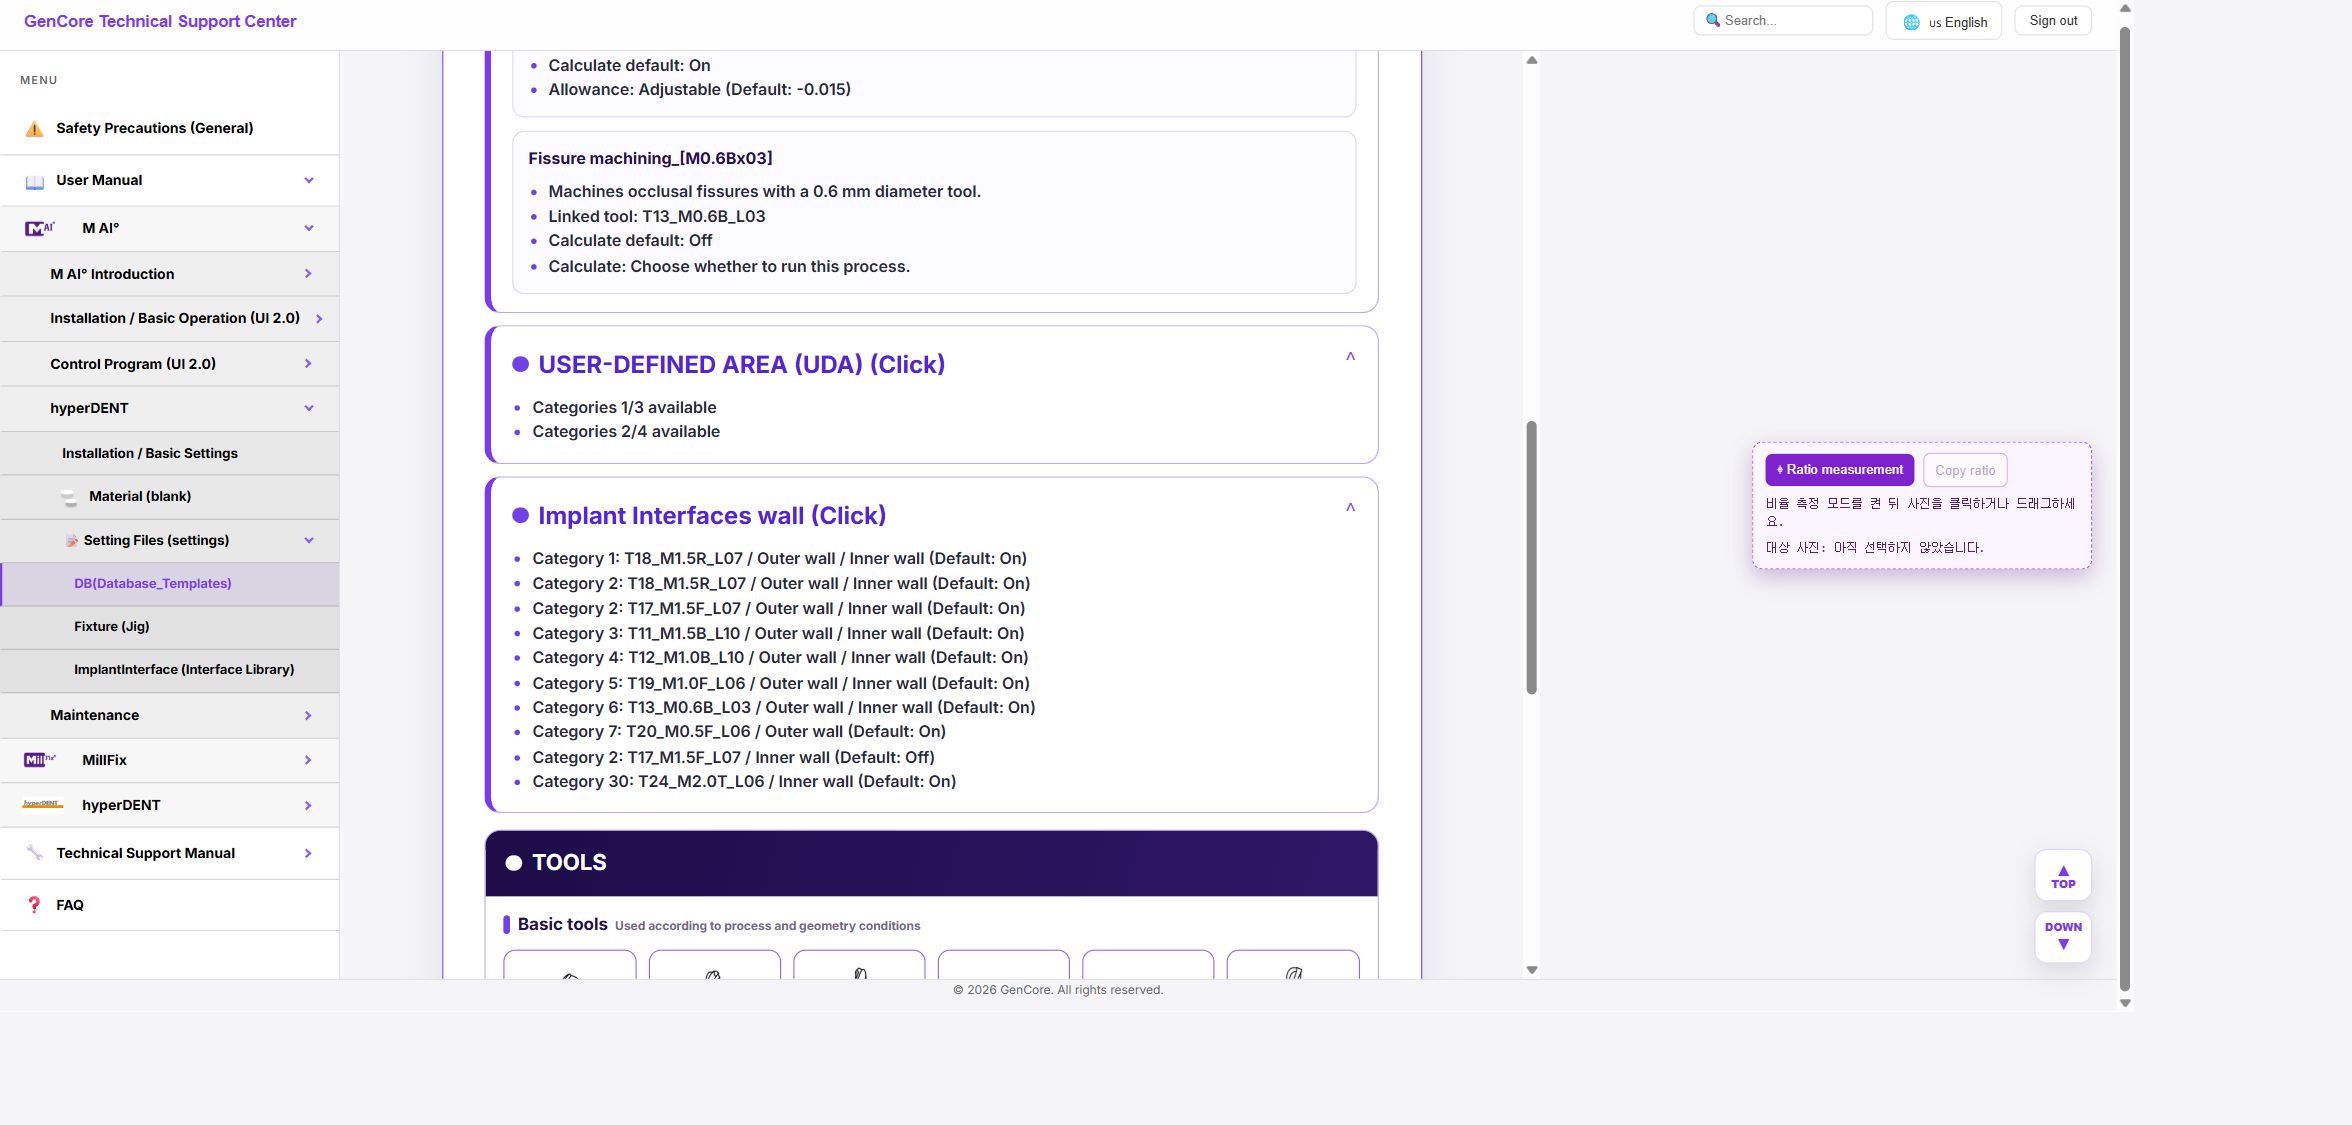 GenCore Technical Support Center
Search...
US English
Sign out
MENU
Safety Precautions (General)
User Manual
M AI°
M AI° Introduction
Installation / Basic Operation (UI 2.0)
Control Program (UI 2.0)
hyperDENT
Installation / Basic Settings
Material (blank)
Setting Files (settings)
DB(Database_Templates)
Fixture (Jig)
ImplantInterface (Interface Library)
Maintenance
MillFix
hyperDENT
hyperDENT
Technical Support Manual
FAQ
Calculate default: On
Allowance: Adjustable (Default: -0.015)
Fissure machining_[M0.6Bx03]
Machines occlusal fissures with a 0.6 mm diameter tool.
Linked tool: T13_M0.6B_L03
Calculate default: Off
Calculate: Choose whether to run this process.
USER-DEFINED AREA (UDA) (Click)
Categories 1/3 available
Categories 2/4 available
Implant Interfaces wall (Click)
Category 1: T18_M1.5R_L07 / Outer wall / Inner wall (Default: On)
Category 2: T18_M1.5R_L07 / Outer wall / Inner wall (Default: On)
Category 2: T17_M1.5F_L07 / Outer wall / Inner wall (Default: On)
Category 3: T11_M1.5B_L10 / Outer wall / Inner wall (Default: On)
Category 4: T12_M1.0B_L10 / Outer wall / Inner wall (Default: On)
Category 5: T19_M1.0F_L06 / Outer wall / Inner wall (Default: On)
Category 6: T13_M0.6B_L03 / Outer wall / Inner wall (Default: On)
Category 7: T20_M0.5F_L06 / Outer wall (Default: On)
Category 2: T17_M1.5F_L07 / Inner wall (Default: Off)
Category 30: T24_M2.0T_L06 / Inner wall (Default: On)
TOOLS
Basic tools Used according to process and geometry conditions
Ratio measurement
Copy ratio
비율 측정 모드를 켠 뒤 사진을 클릭하거나 드래그하세
요.
대상 사진: 아직 선택하지 않았습니다.
TOP
DOWN
© 2026 GenCore. All rights reserved.